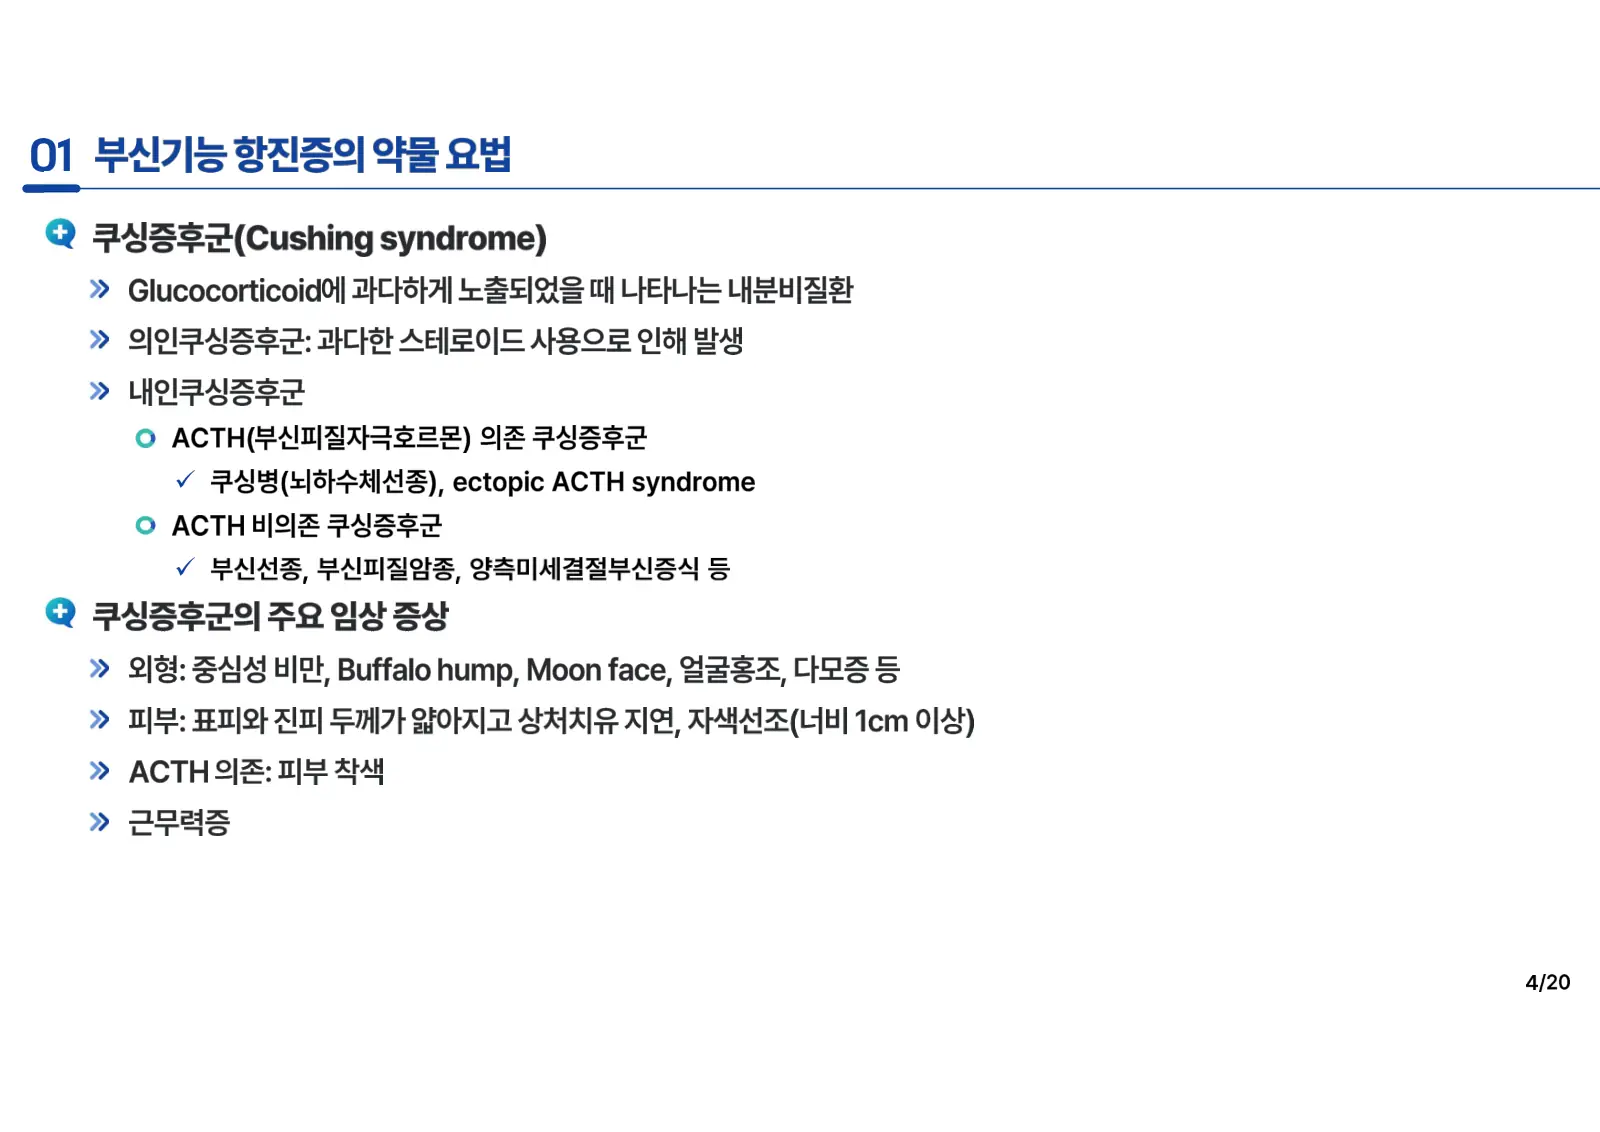 01 부신기능 항진증의 약물 요법
쿠싱증후군(Cushing syndrome)
Glucocorticoid에 과다하게 노출되었을 때 나타나는 내분비질환
의인쿠싱증후군: 과다한 스테로이드 사용으로 인해 발생
내인쿠싱증후군
ACTH(부신피질자극호르몬) 의존 쿠싱증후군
쿠싱병(뇌하수체선종), ectopic ACTH syndrome
ACTH 비의존 쿠싱증후군
부신선종, 부신피질암종, 양측미세결절부신증식 등
쿠싱증후군의 주요 임상 증상
외형: 중심성 비만, Buffalo hump, Moon face, 얼굴홍조, 다모증 등
피부: 표피와 진피 두께가 얇아지고 상처치유 지연, 자색선조(너비 1cm 이상)
ACTH 의존: 피부 착색
근무력증
4/20